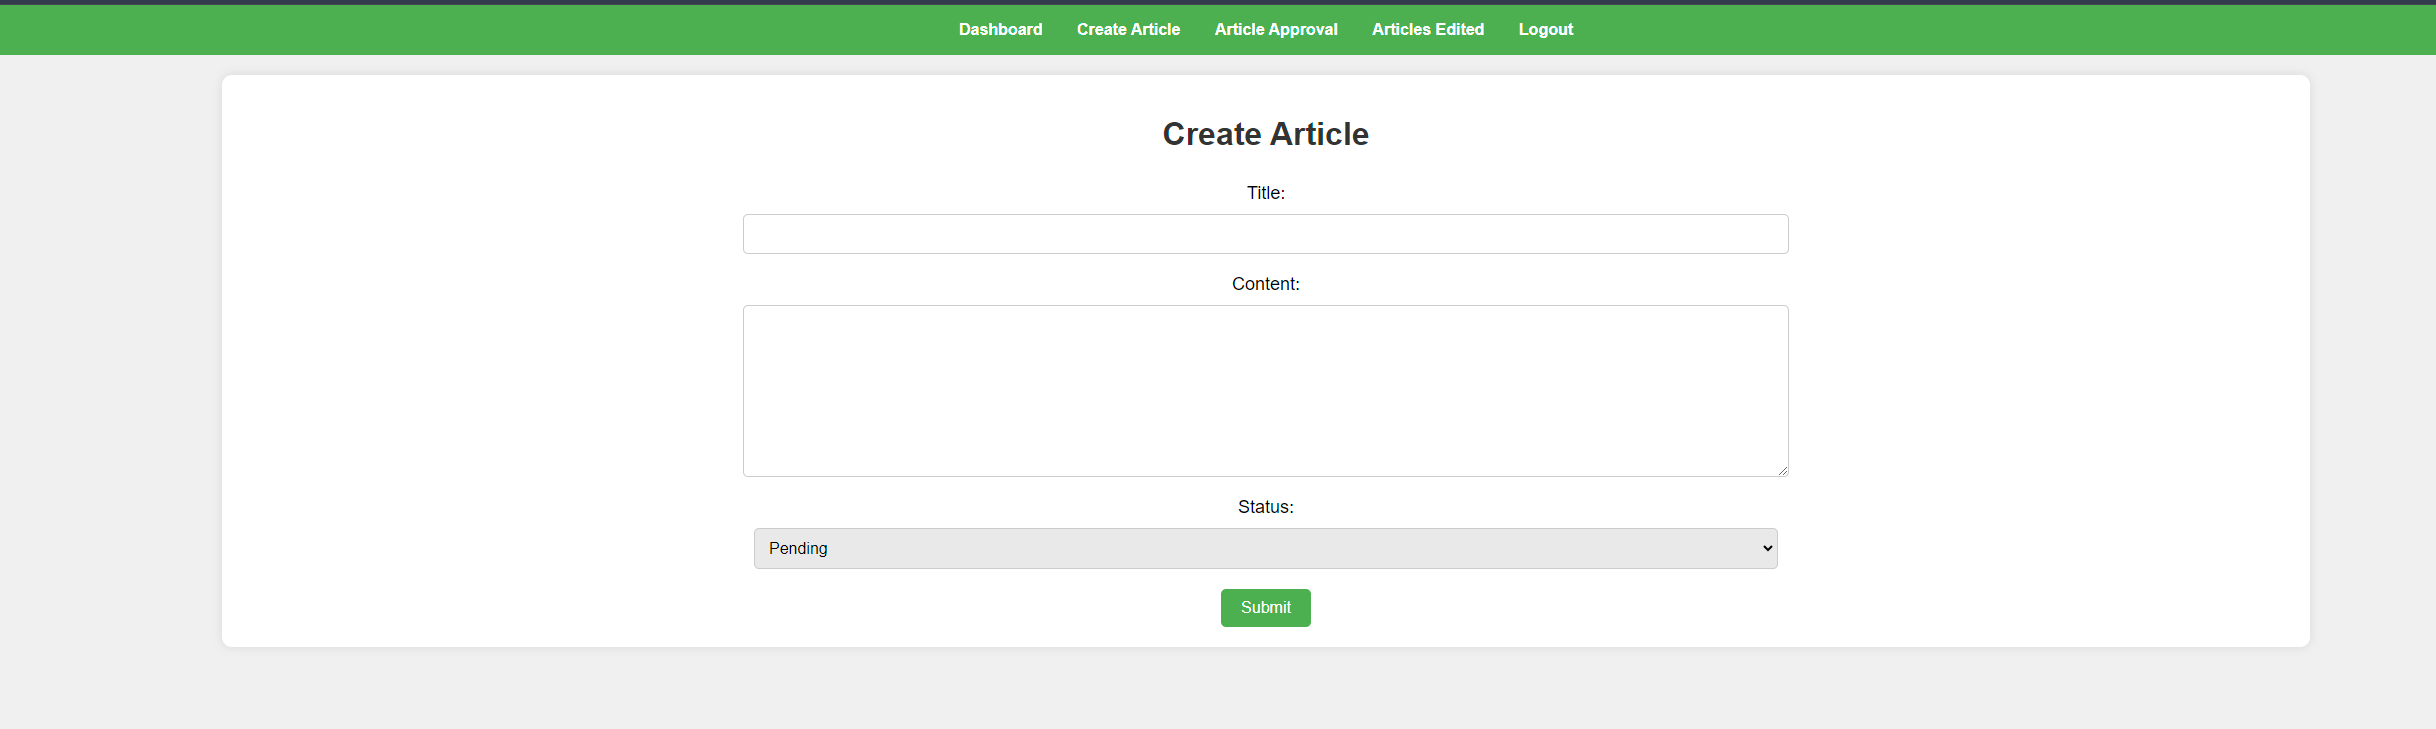 Dashboard Create Article Article Approval Articles Edited Logout
Create Article
Title:
Content:
Status:
Pending
Submit